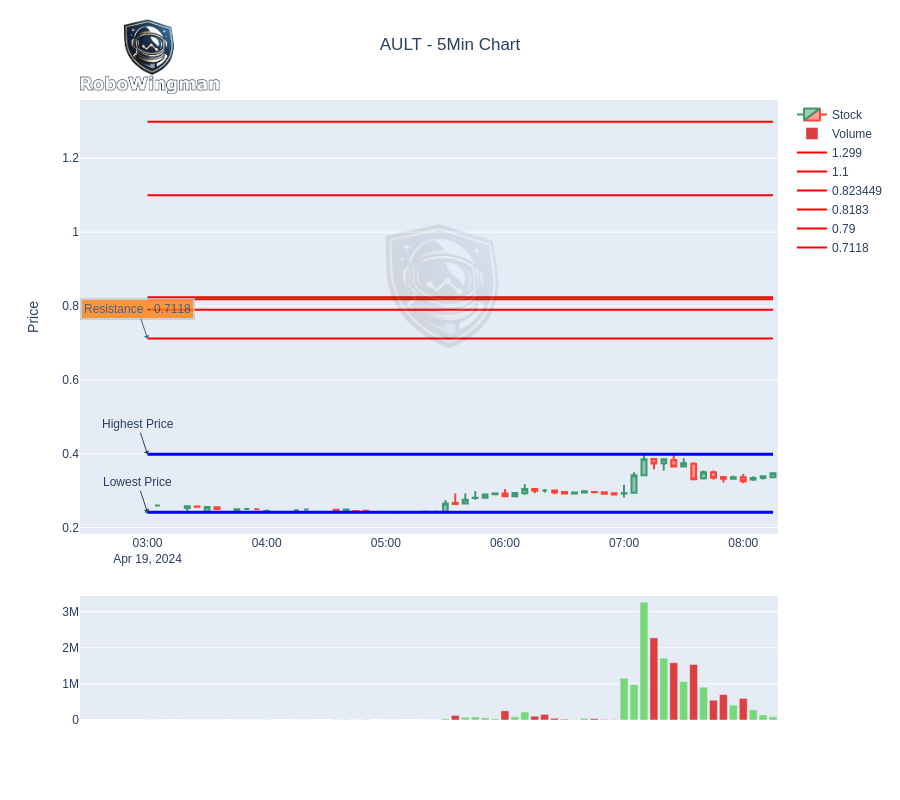 AULT - 5Min Chart
RoboWingman
Stock
Volume
1.299
1.1
0.823449
0.8183
0.79
0.7118
Price
1.2
1
0.8
0.6
0.4
0.2
Resistance - 0.7118
Highest Price
Lowest Price
03:00
04:00
05:00
06:00
07:00
08:00
Apr 19, 2024
3M
2M
1M
0